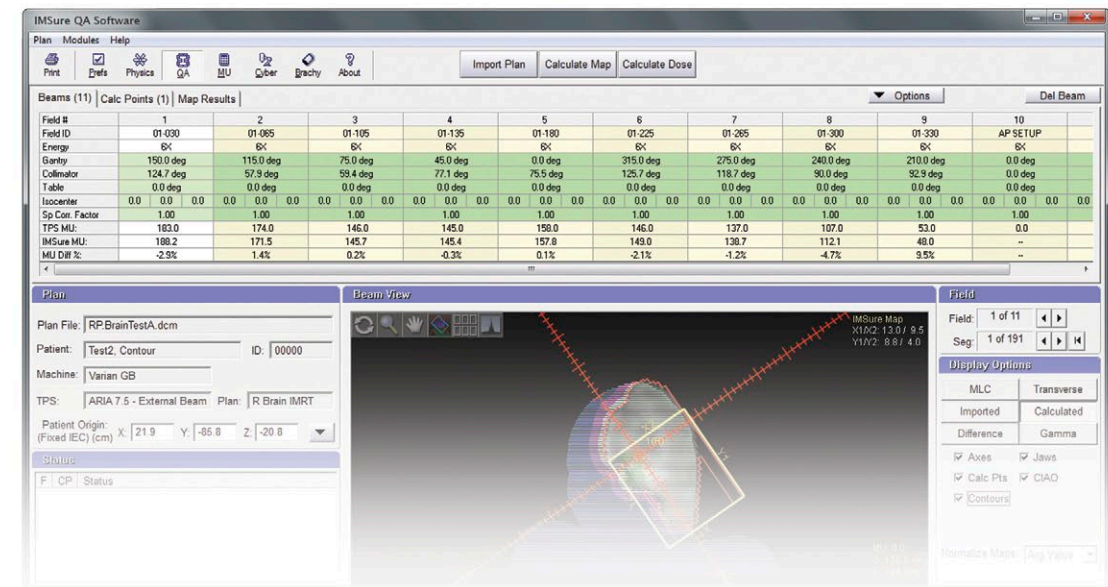 IMSure QA Software
Plan Modules Help
Print Prefs Physics QA MU Cyber Brachy About Import Plan Calculate Map Calculate Dose
Beams (11) Calc Points (1) Map Results Options Del Beam
Field # 1 2 3 4 5 6 7 8 9 10
Field ID 01-030 01-065 01-105 01-135 01-180 01-225 01-265 01-300 01-330 AP SETUP
Energy 6X 6X 6X 6X 6X 6X 6X 6X 6X 6X
Gantry 150.0 deg 115.0 deg 75.0 deg 45.0 deg 0.0 deg 315.0 deg 275.0 deg 240.0 deg 210.0 deg 0.0 deg
Collimator 124.7 deg 57.9 deg 59.4 deg 77.1 deg 75.5 deg 125.7 deg 118.7 deg 90.0 deg 92.9 deg 0.0 deg
Table 0.0 deg 0.0 deg 0.0 deg 0.0 deg 0.0 deg 0.0 deg 0.0 deg 0.0 deg 0.0 deg 0.0 deg
Isocenter 0.0 0.0 0.0 0.0 0.0 0.0 0.0 0.0 0.0 0.0 0.0 0.0 0.0 0.0 0.0 0.0 0.0 0.0 0.0 0.0 0.0 0.0 0.0 0.0 0.0 0.0 0.0 0.0 0.0 0.0 0.0
Sp Corr. Factor 1.00 1.00 1.00 1.00 1.00 1.00 1.00 1.00 1.00 1.00
TPS MU: 183.0 174.0 146.0 145.0 158.0 146.0 137.0 107.0 53.0 0.0
IMSure MU: 188.2 171.5 145.7 145.4 157.8 149.0 138.7 112.1 48.0 --
MU Diff %: -2.9% 1.4% 0.2% -0.3% 0.1% -2.1% -1.2% -4.7% 9.5% --
Plan Beam View Field
IMSure Map
X1/X2: 13.0 / 9.5
Y1/Y2: 8.8 / 4.0
Plan File: RP.BrainTestA.dcm
Patient: Test2, Contour ID: 00000
Machine: Varian GB
TPS: ARIA 7.5 - External Beam Plan: R Brain IMRT
Patient Origin: (Fixed IEC) (cm) X: 21.9 Y: -85.8 Z: -20.8
Status
F CP Status
Field: 1 of 11
Seg: 1 of 191
Display Options
MLC Transverse
Imported Calculated
Difference Gamma
Axes Jaws
Calc Pts CIAO
Contours
Normalize Maps: Avg Value